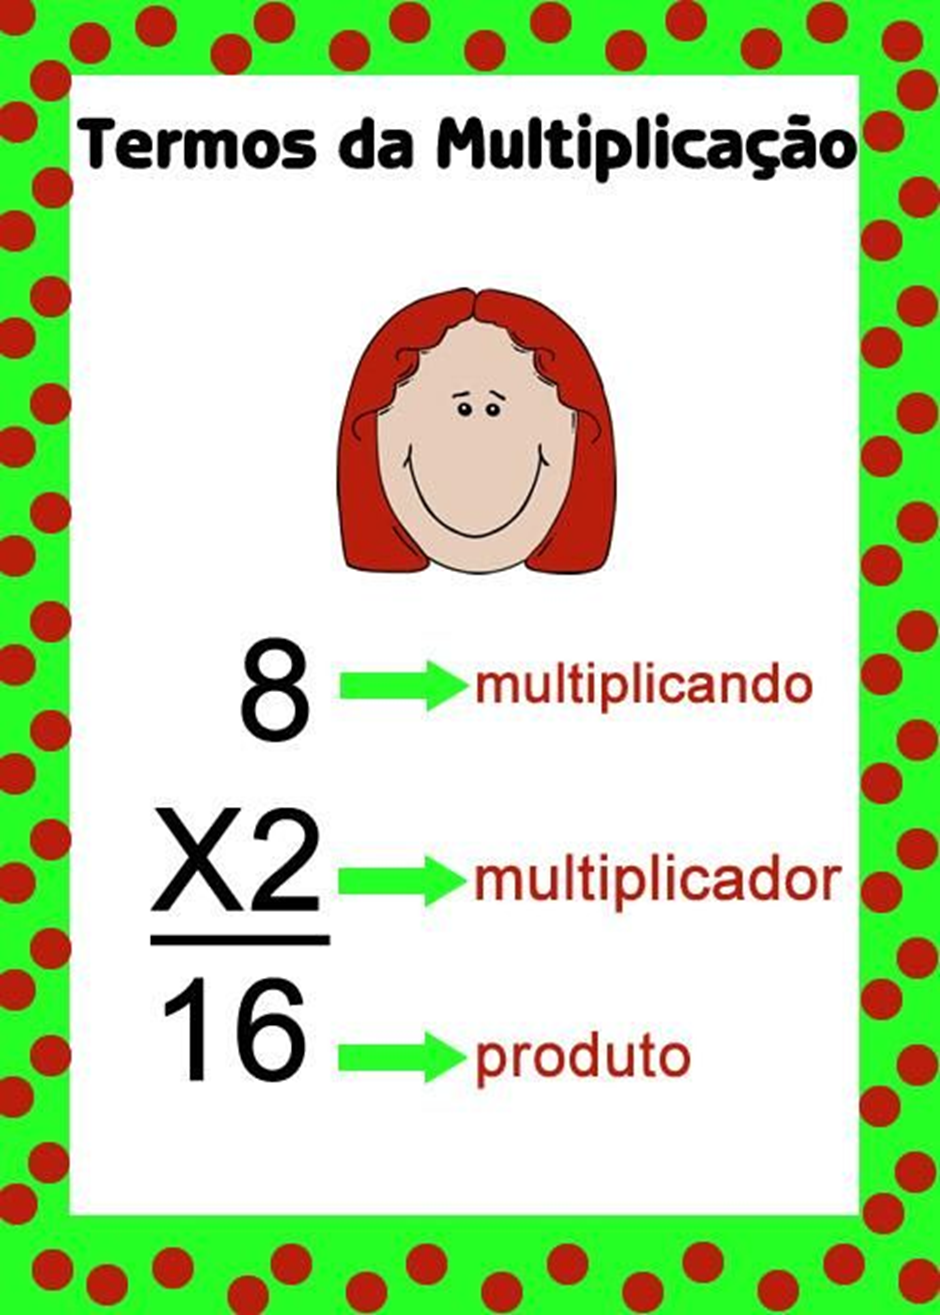 Termos da Multiplicação
8 multiplicando
X2 multiplicador
16 produto